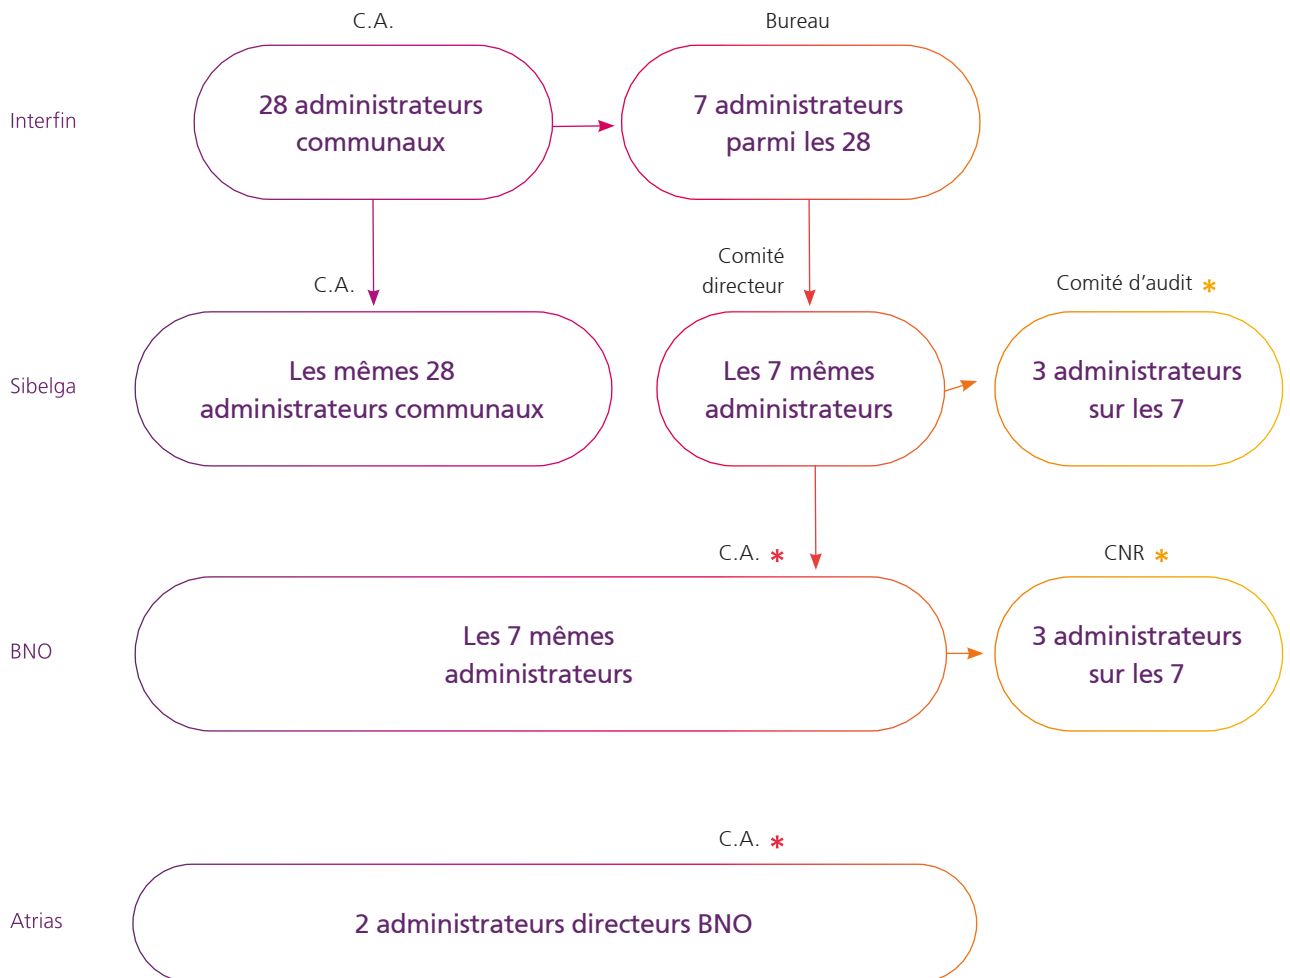 C.A.
Bureau
Interfin
28 administrateurs
communaux
7 administrateurs
parmi les 28
C.A.
Comité
directeur
Comité d'audit *
Sibelga
Les mêmes 28
administrateurs communaux
Les 7 mêmes
administrateurs
3 administrateurs
sur les 7
C.A. *
CNR *
BNO
Les 7 mêmes
administrateurs
3 administrateurs
sur les 7
C.A. *
Atrias
2 administrateurs directeurs BNO